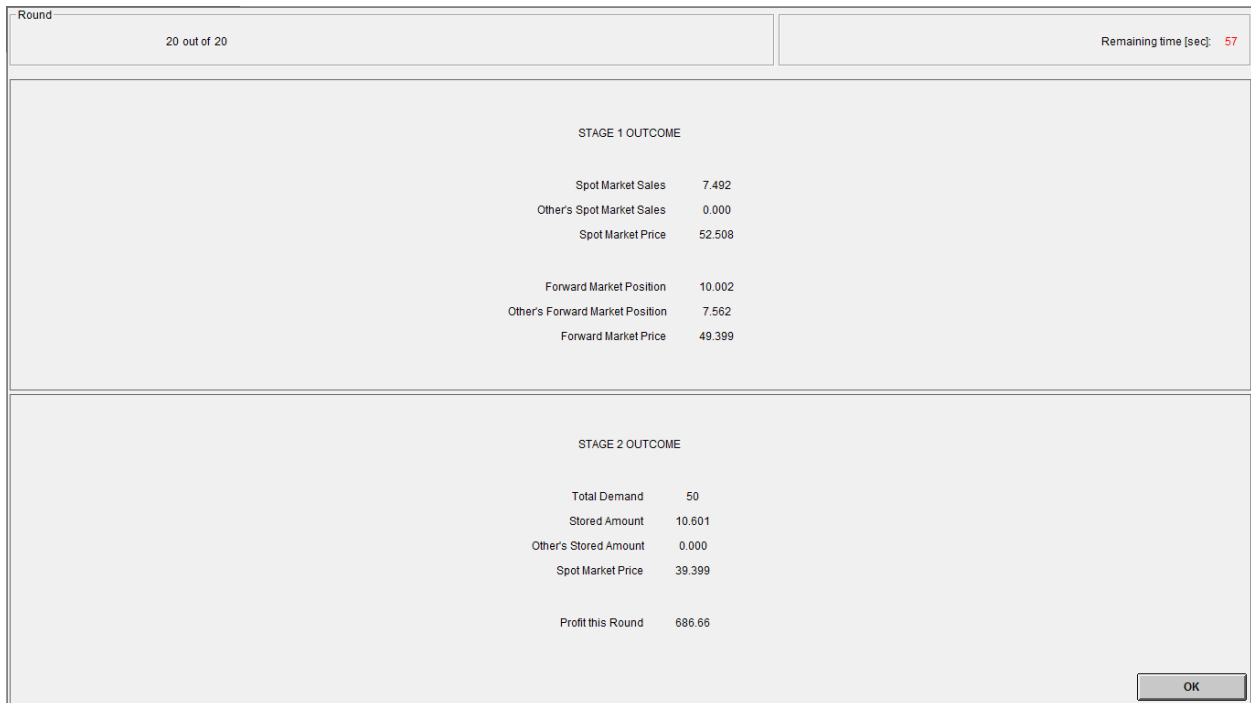 Round
20 out of 20
Remaining time [sec]: 57
STAGE 1 OUTCOME
Spot Market Sales 7.492
Other's Spot Market Sales 0.000
Spot Market Price 52.508
Forward Market Position 10.002
Other's Forward Market Position 7.562
Forward Market Price 49.399
STAGE 2 OUTCOME
Total Demand 50
Stored Amount 10.601
Other's Stored Amount 0.000
Spot Market Price 39.399
Profit this Round 686.66
OK